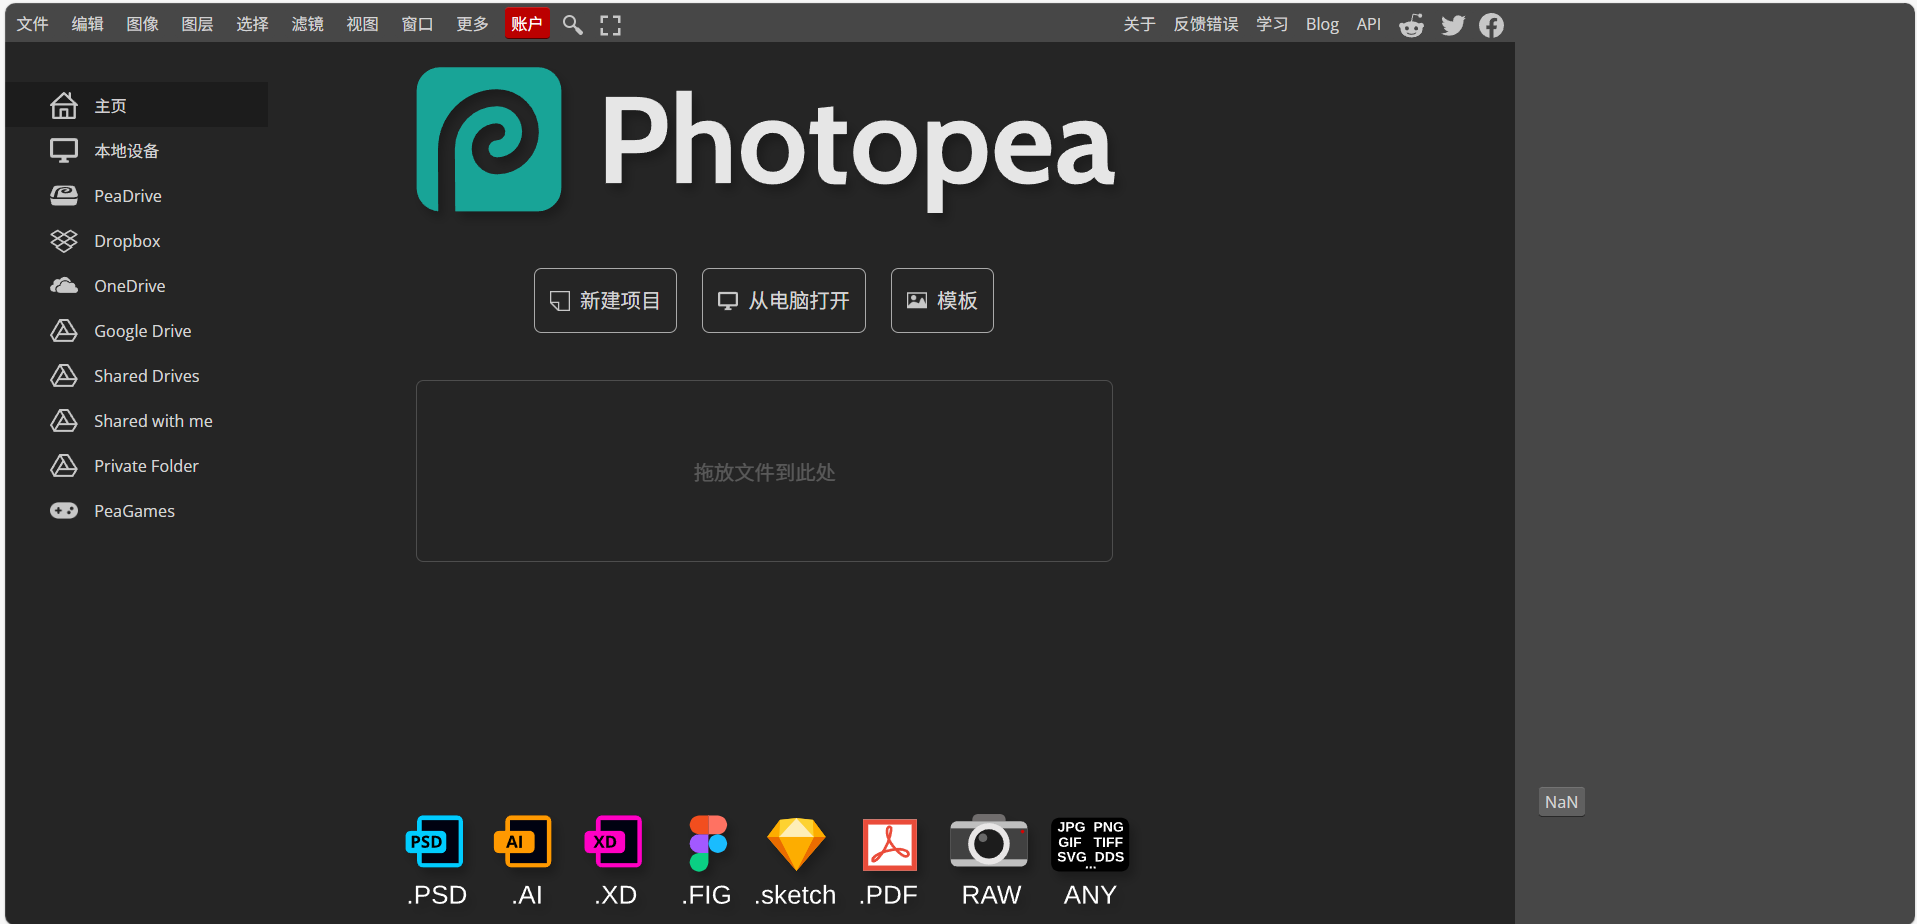 文件 编辑 图像 图层 选择 滤镜 视图 窗口 更多 账户 关于 反馈错误 学习 Blog API
主页
本地设备
PeaDrive
Dropbox
OneDrive
Google Drive
Shared Drives
Shared with me
Private Folder
PeaGames
Photopea
新建项目 从电脑打开 模板
拖放文件到此处
NaN
PSD AI XD
JPG PNG
GIF TIFF
SVG DDS
...
.PSD .AI .XD .FIG .sketch .PDF RAW ANY